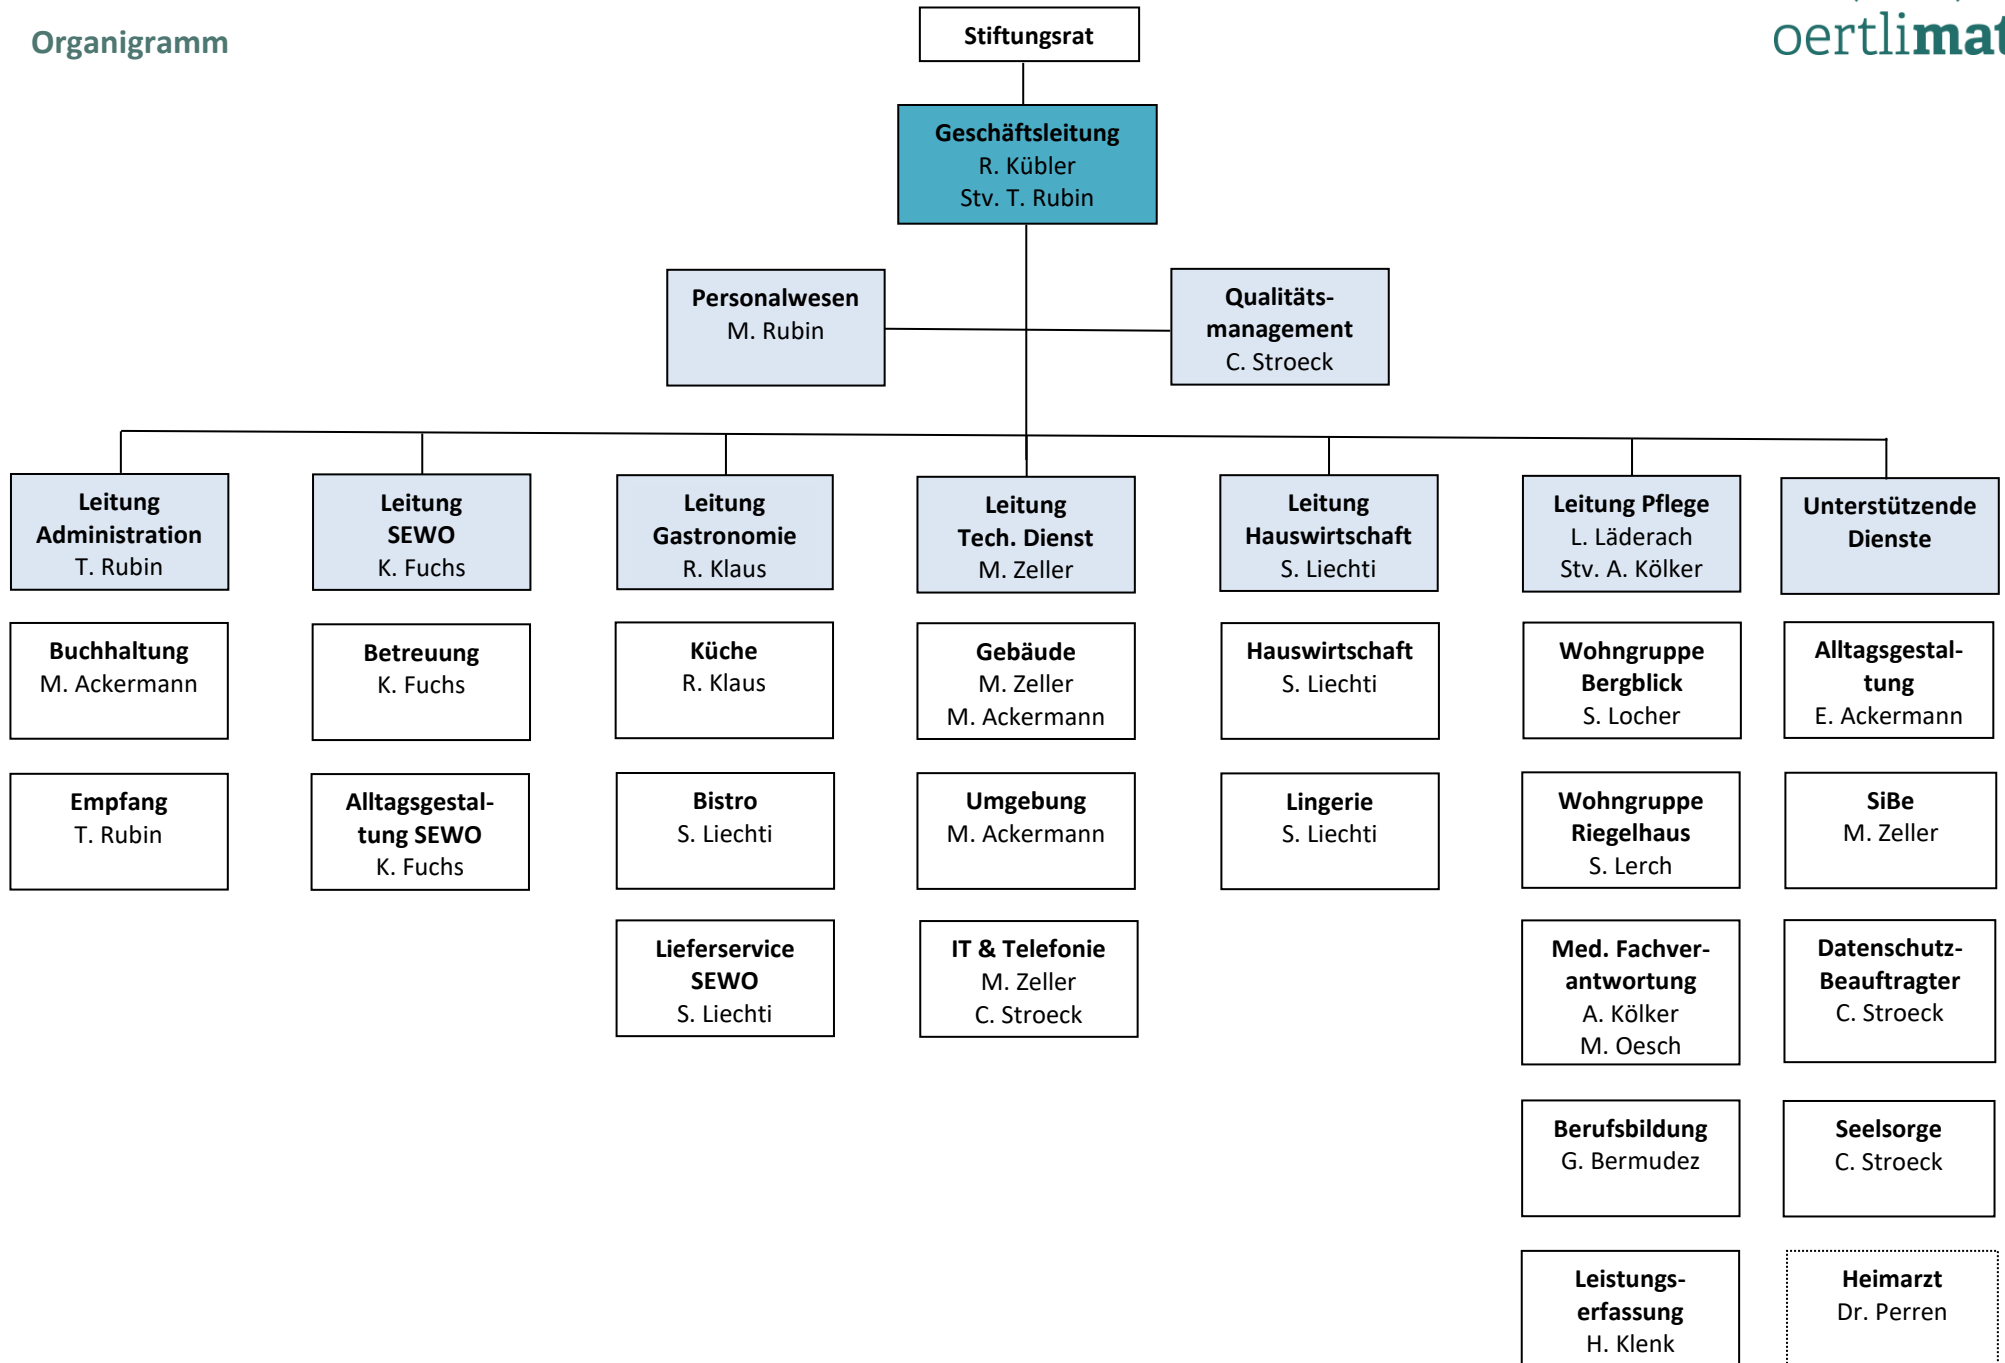 Organigramm
oertlimat
Stiftungsrat
Geschäftsleitung
R. Kübler
Stv. T. Rubin
Personalwesen
M. Rubin
Qualitäts-
management
C. Stroeck
Leitung
Administration
T. Rubin
Leitung
SEWO
K. Fuchs
Leitung
Gastronomie
R. Klaus
Leitung
Tech. Dienst
M. Zeller
Leitung
Hauswirtschaft
S. Liechti
Leitung Pflege
L. Läderach
Stv. A. Kölker
Unterstützende
Dienste
Buchhaltung
M. Ackermann
Betreuung
K. Fuchs
Küche
R. Klaus
Gebäude
M. Zeller
M. Ackermann
Hauswirtschaft
S. Liechti
Wohngruppe
Bergblick
S. Locher
Alltagsgestal-
tung
E. Ackermann
Empfang
T. Rubin
Alltagsgestal-
tung SEWO
K. Fuchs
Bistro
S. Liechti
Umgebung
M. Ackermann
Lingerie
S. Liechti
Wohngruppe
Riegelhaus
S. Lerch
SiBe
M. Zeller
Lieferservice
SEWO
S. Liechti
IT & Telefonie
M. Zeller
C. Stroeck
Med. Fachver-
antwortung
A. Kölker
M. Oesch
Datenschutz-
Beauftragter
C. Stroeck
Berufsbildung
G. Bermudez
Seelsorge
C. Stroeck
Leistungs-
erfassung
H. Klenk
Heimarzt
Dr. Perren